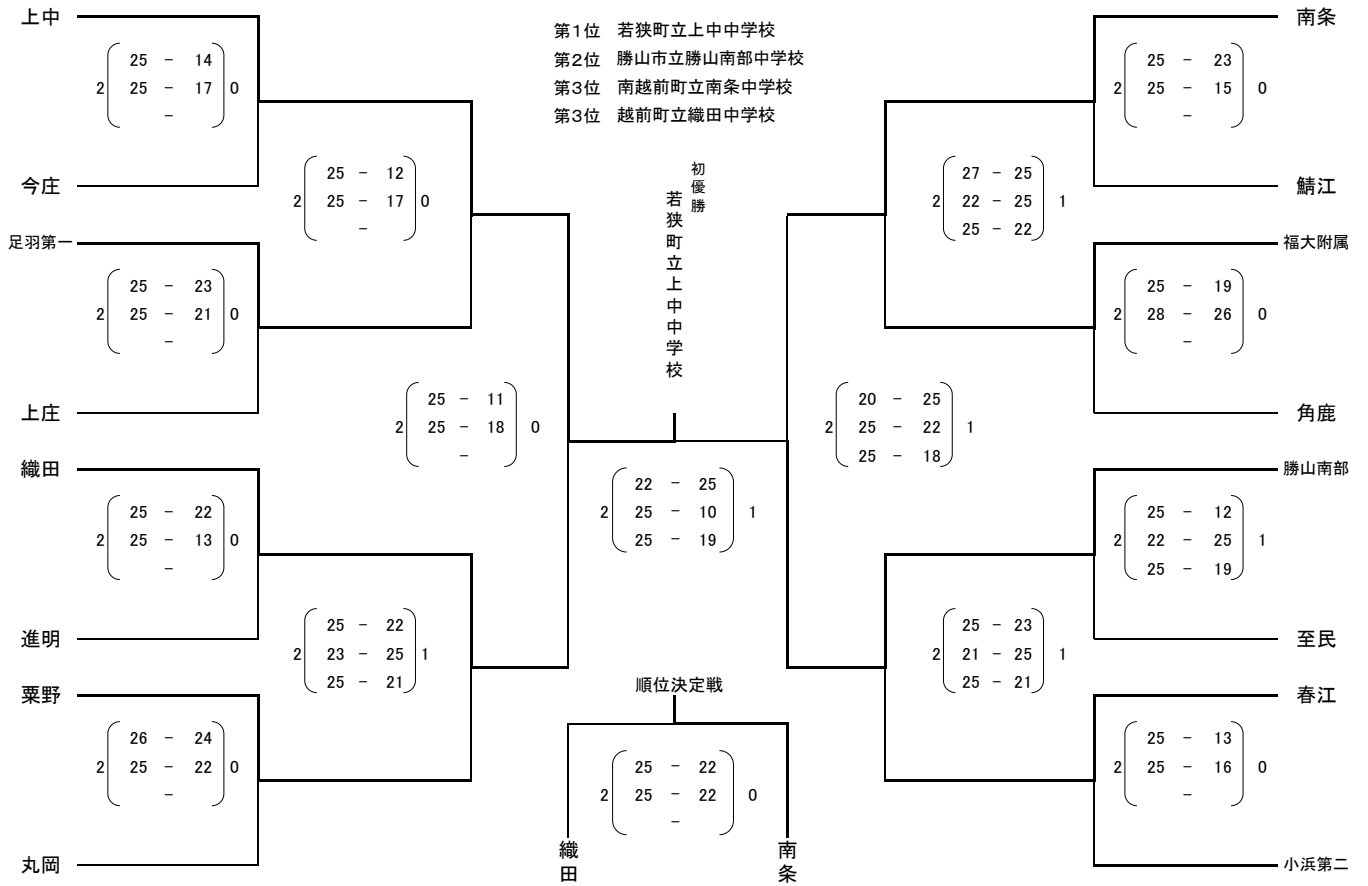 上中
2 25 - 14 0
25 - 17
-
今庄
足羽第一
2 25 - 23 0
25 - 21
-
上庄
織田
2 25 - 22 0
25 - 13
-
進明
粟野
2 26 - 24 0
25 - 22
-
丸岡
2 25 - 12 0
25 - 17
-
2 25 - 22 1
23 - 25
25 - 21
2 25 - 11 0
25 - 18
-
第1位 若狭町立上中中学校
第2位 勝山市立勝山南部中学校
第3位 南越前町立南条中学校
第3位 越前町立織田中学校
初優勝
若狭町立上中中学校
2 22 - 25 1
25 - 10
25 - 19
順位決定戦
2 25 - 22 0
25 - 22
-
織田
南条
2 20 - 25 1
25 - 22
25 - 18
2 27 - 25 1
22 - 25
25 - 22
2 25 - 23 1
21 - 25
25 - 21
南条
2 25 - 23 0
25 - 15
-
鯖江
福大附属
2 25 - 19 0
28 - 26
-
角鹿
勝山南部
2 25 - 12 1
22 - 25
25 - 19
至民
春江
2 25 - 13 0
25 - 16
-
小浜第二